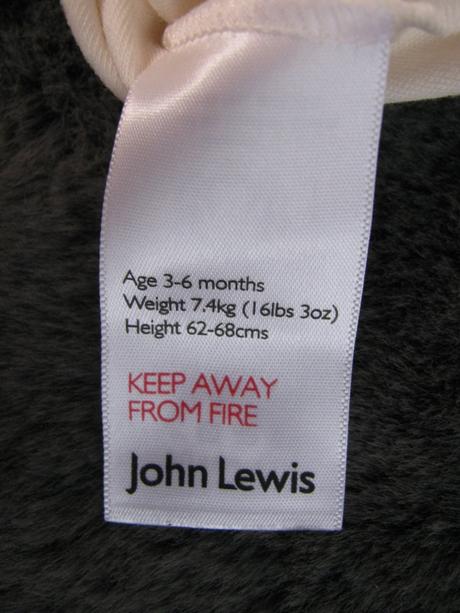 Age 3-6 months
Weight 7.4kg (16lbs 3oz)
Height 62-68cms
KEEP AWAY
FROM FIRE
John Lewis